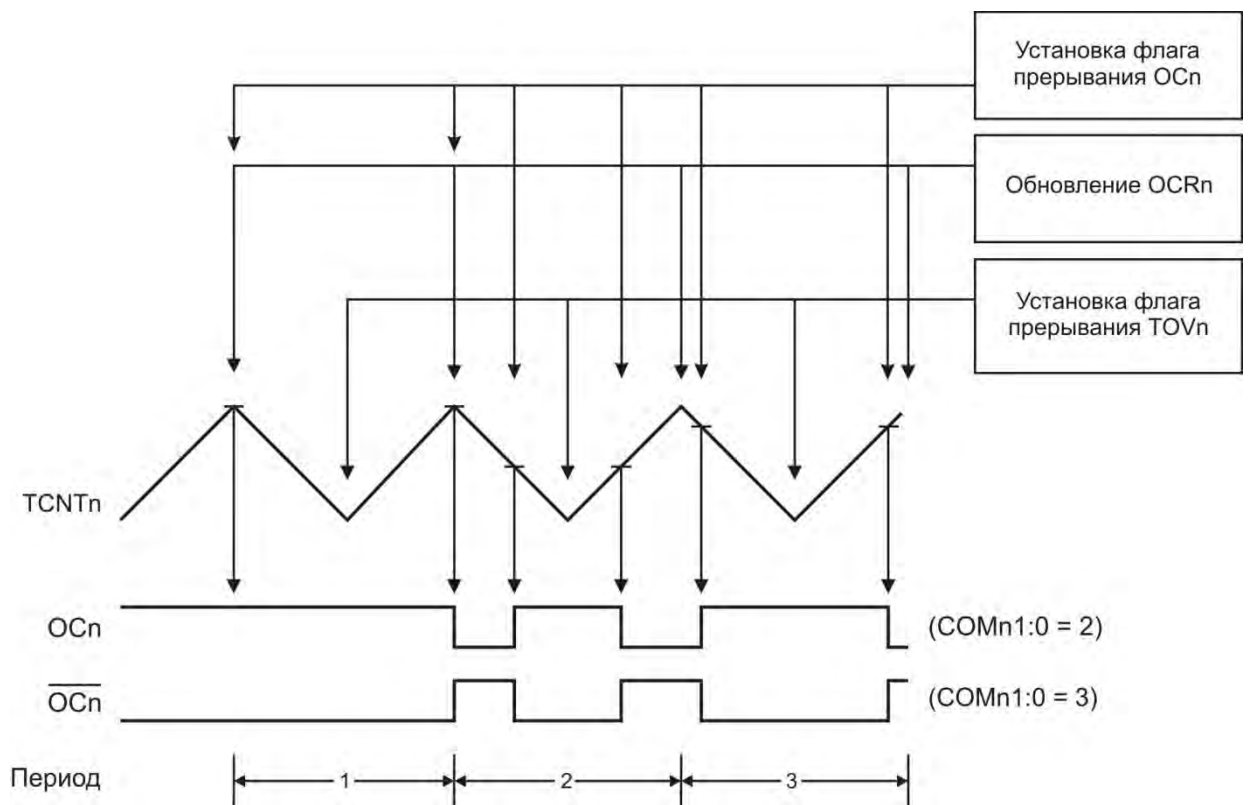 Установка флага
прерывания OCn
Обновление OCRn
Установка флага
прерывания TOVn
TCNTn
OCn
(COMn1:0 = 2)
OCn
(COMn1:0 = 3)
Период
1
2
3